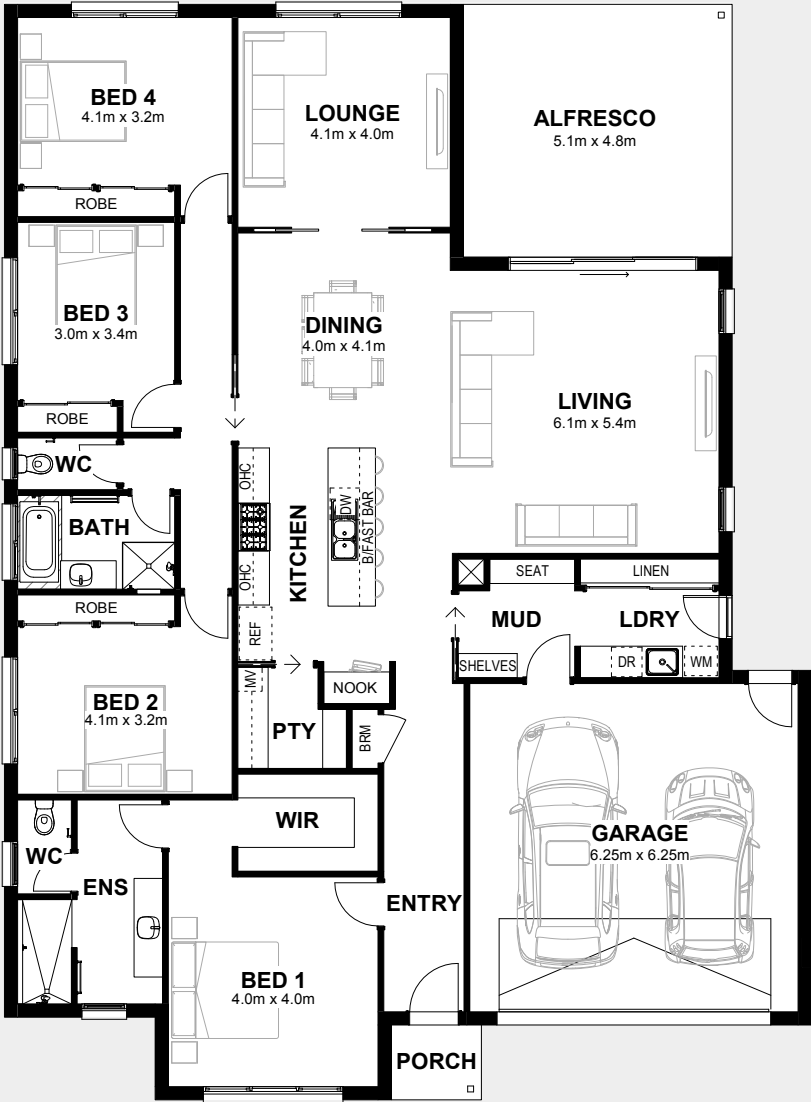 BED 4
4.1m x 3.2m
LOUNGE
4.1m x 4.0m
ALFRESCO
5.1m x 4.8m
ROBE
BED 3
3.0m x 3.4m
DINING
4.0m x 4.1m
LIVING
6.1m x 5.4m
ROBE
WC
OHC
DW
B/FAST BAR
BATH
KITCHEN
OHC
SEAT
LINEN
ROBE
REF
MUD
LDRY
SHELVES
DR
WM
MV
NOOK
BED 2
4.1m x 3.2m
PTY
BRM
WIR
GARAGE
6.25m x 6.25m
WC
ENS
ENTRY
BED 1
4.0m x 4.0m
PORCH